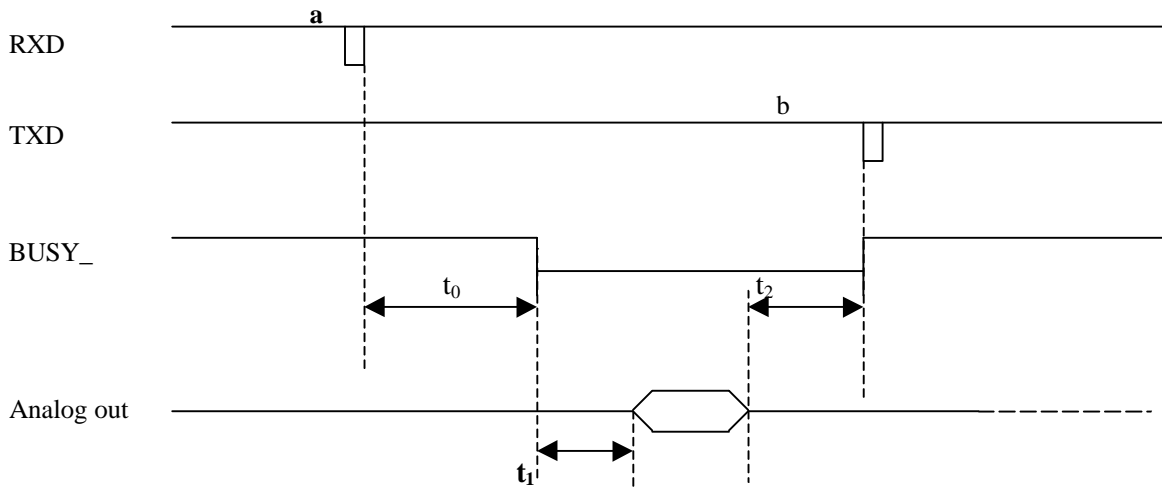 a
RXD
b
TXD
BUSY_
t₀ t₂
Analog out
t₁